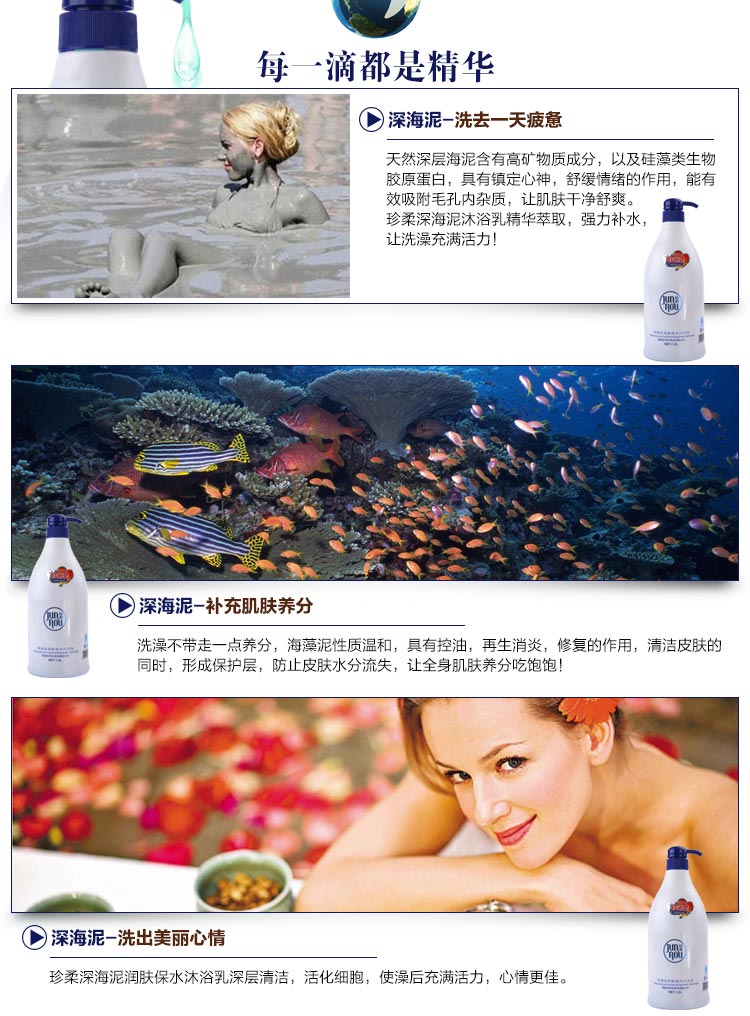 每一滴都是精华
深海泥-洗去一天疲惫
天然深层海泥含有高矿物质成分，以及硅藻类生物
胶原蛋白，具有镇定心神，舒缓情绪的作用，能有
效吸附毛孔内杂质，让肌肤干净舒爽。
珍柔深海泥沐浴乳精华萃取，强力补水，
让洗澡充满活力！
JUN
ROU
深海泥-补充肌肤养分
JUN
ROU
洗澡不带走一点养分，海藻泥性质温和，具有控油，再生消炎，修复的作用，清洁皮肤的
同时，形成保护层，防止皮肤水分流失，让全身肌肤养分吃饱饱！
深海泥-洗出美丽心情
JUN
ROU
珍柔深海泥润肤保水沐浴乳深层清洁，活化细胞，使澡后充满活力，心情更佳。